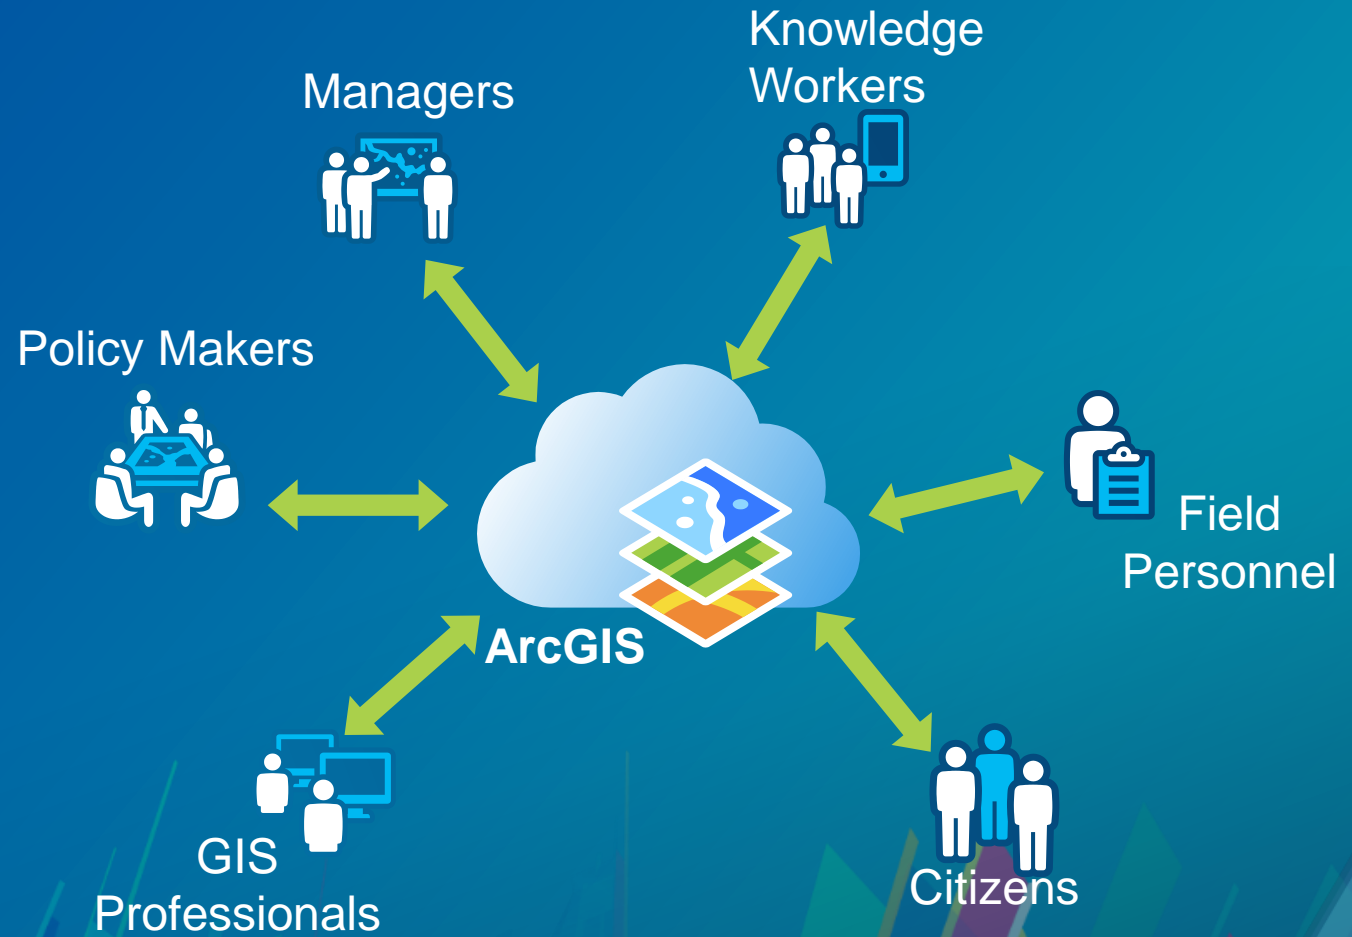 Knowledge
Workers
Managers
Policy Makers
Field
Personnel
ArcGIS
GIS
Professionals
Citizens